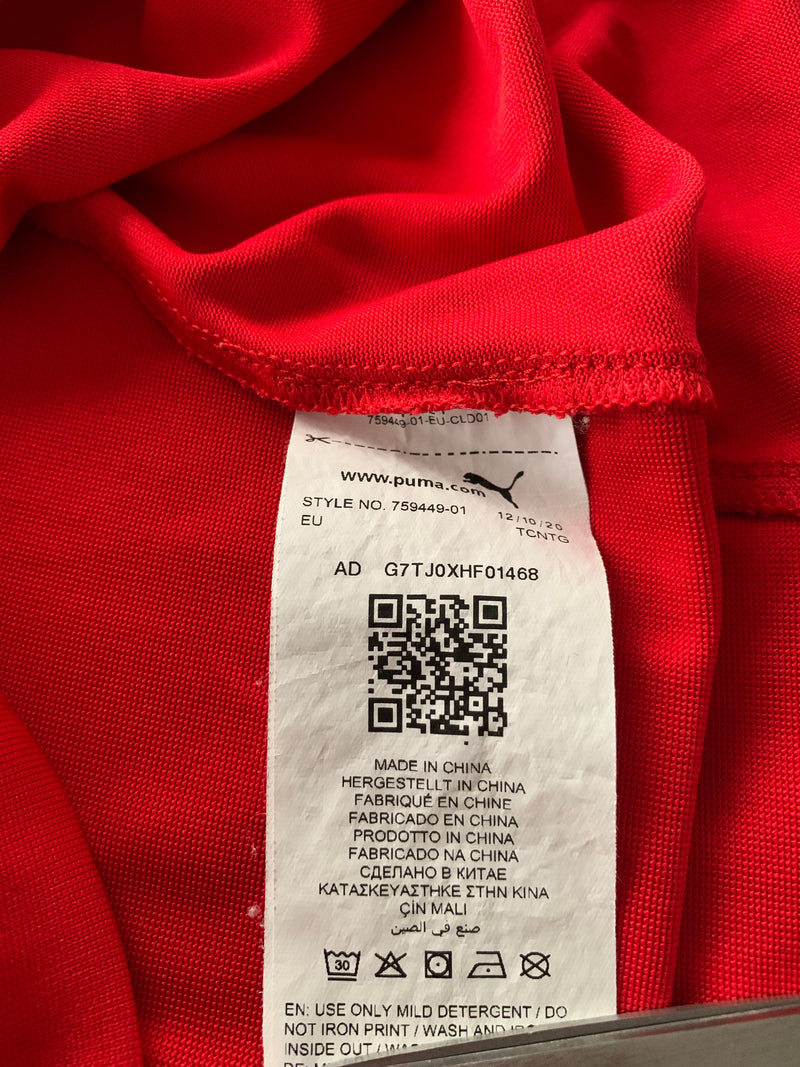 759449-01-EU-CLD01
www.puma.com
STYLE NO. 759449-01
EU
12/10/20
TCNTG
AD G7TJ0XHF01468
MADE IN CHINA
HERGESTELLT IN CHINA
FABRIQUÉ EN CHINE
FABRICADO EN CHINA
PRODOTTO IN CHINA
FABRICADO NA CHINA
СДЕЛАНО В КИТАЕ
ΚΑΤΑΣΚΕΥΑΣΤΗΚΕ ΣΤΗΝ ΚΙΝΑ
ÇİN MALI
صنع في الصين
30
EN: USE ONLY MILD DETERGENT / DO
NOT IRON PRINT / WASH AND
INSIDE OUT /